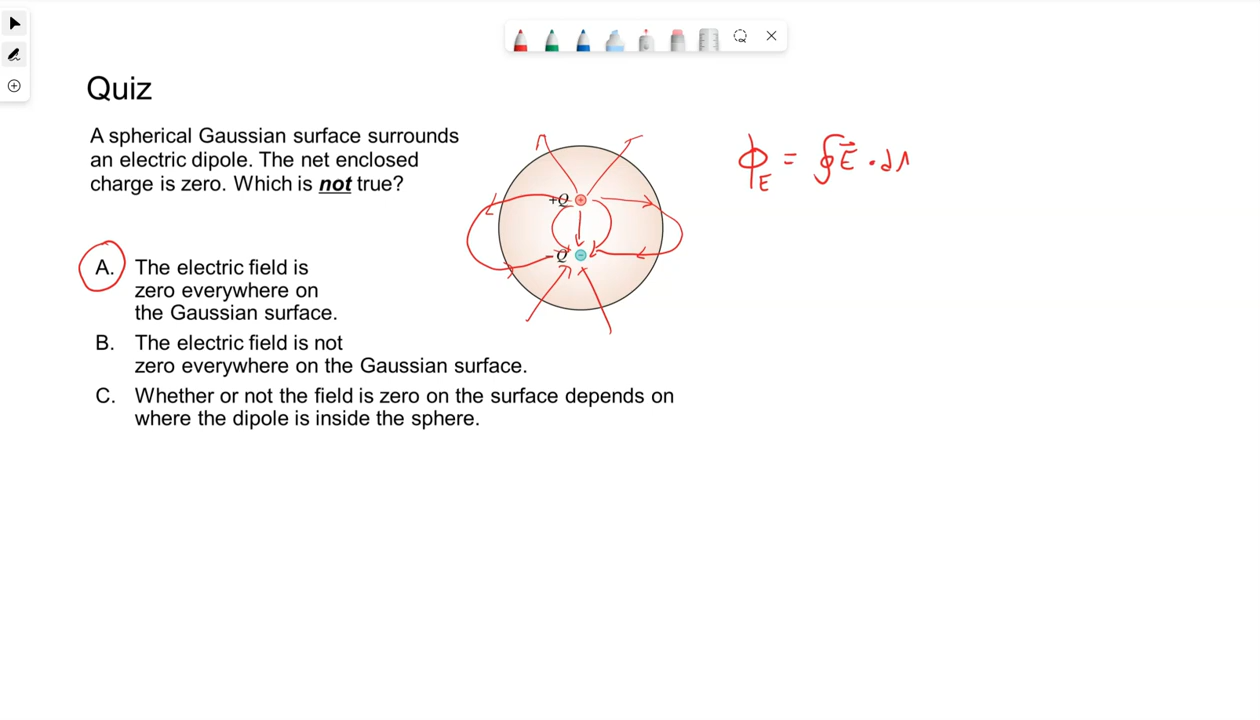 Quiz
A spherical Gaussian surface surrounds
an electric dipole. The net enclosed
charge is zero. Which is not true?
+Q
-Q
A. The electric field is
zero everywhere on
the Gaussian surface.
B. The electric field is not
zero everywhere on the Gaussian surface.
C. Whether or not the field is zero on the surface depends on
where the dipole is inside the sphere.
ϕ_E = ∮E⃗ · dA